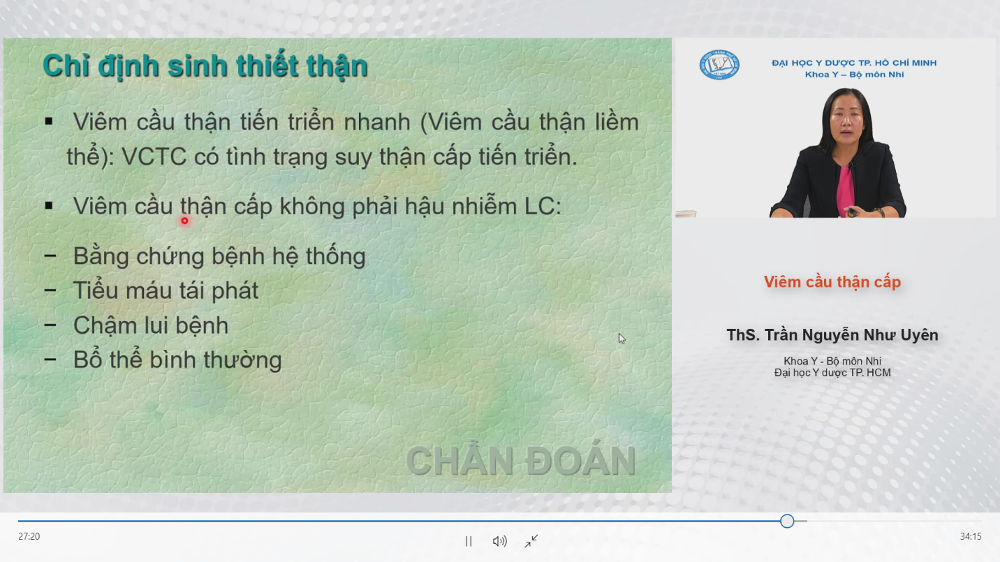 Chỉ định sinh thiết thận
▪ Viêm cầu thận tiến triển nhanh (Viêm cầu thận liềm
thể): VCTC có tình trạng suy thận cấp tiến triển.
▪ Viêm cầu thận cấp không phải hậu nhiễm LC:
− Bằng chứng bệnh hệ thống
− Tiểu máu tái phát
− Chậm lui bệnh
− Bổ thể bình thường
CHẨN ĐOÁN
ĐẠI HỌC Y DƯỢC TP. HỒ CHÍ MINH
Khoa Y – Bộ môn Nhi
Viêm cầu thận cấp
ThS. Trần Nguyễn Như Uyên
Khoa Y - Bộ môn Nhi
Đại học Y dược TP. HCM
27:20
34:15